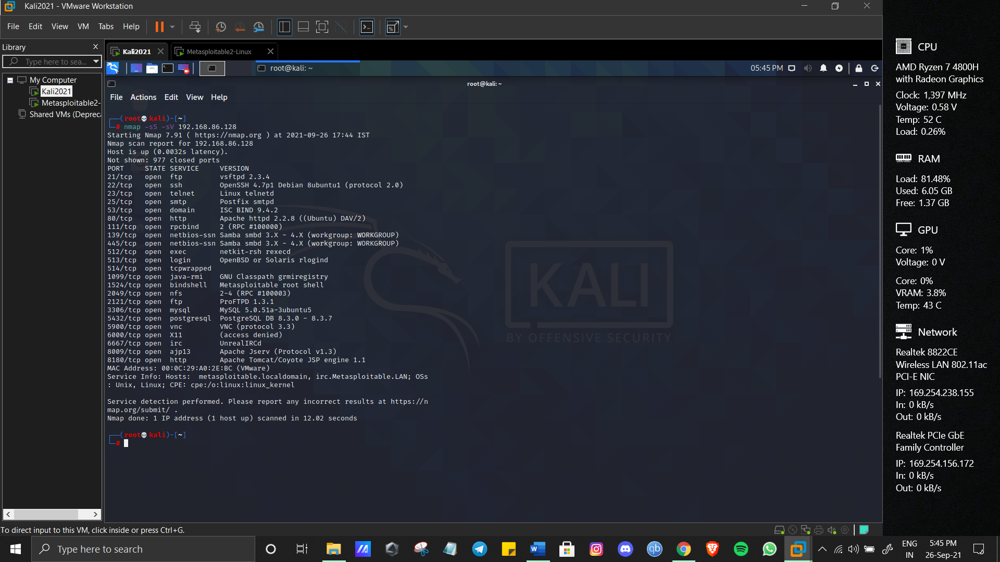 Kali2021 - VMware Workstation
File Edit View VM Tabs Help
Library
Type here to sea...
My Computer
Kali2021
Metasploitable2-
Shared VMs (Depreca
Kali2021
Metasploitable2-Linux
root@kali: ~
05:45 PM
root@kali: ~
File Actions Edit View Help
(root💀kali)-[~]
# nmap -sS -sV 192.168.86.128
Starting Nmap 7.91 ( https://nmap.org ) at 2021-09-26 17:44 IST
Nmap scan report for 192.168.86.128
Host is up (0.0032s latency).
Not shown: 977 closed ports
PORT     STATE SERVICE     VERSION
21/tcp   open  ftp         vsftpd 2.3.4
22/tcp   open  ssh         OpenSSH 4.7p1 Debian 8ubuntu1 (protocol 2.0)
23/tcp   open  telnet      Linux telnetd
25/tcp   open  smtp        Postfix smtpd
53/tcp   open  domain      ISC BIND 9.4.2
80/tcp   open  http        Apache httpd 2.2.8 ((Ubuntu) DAV/2)
111/tcp  open  rpcbind     2 (RPC #100000)
139/tcp  open  netbios-ssn Samba smbd 3.X - 4.X (workgroup: WORKGROUP)
445/tcp  open  netbios-ssn Samba smbd 3.X - 4.X (workgroup: WORKGROUP)
512/tcp  open  exec        netkit-rsh rexecd
513/tcp  open  login       OpenBSD or Solaris rlogind
514/tcp  open  tcpwrapped
1099/tcp open  java-rmi    GNU Classpath grmiregistry
1524/tcp open  bindshell   Metasploitable root shell
2049/tcp open  nfs         2-4 (RPC #100003)
2121/tcp open  ftp         ProFTPD 1.3.1
3306/tcp open  mysql       MySQL 5.0.51a-3ubuntu5
5432/tcp open  postgresql  PostgreSQL DB 8.3.0 - 8.3.7
5900/tcp open  vnc         VNC (protocol 3.3)
6000/tcp open  X11         (access denied)
6667/tcp open  irc         UnrealIRCd
8009/tcp open  ajp13       Apache Jserv (Protocol v1.3)
8180/tcp open  http        Apache Tomcat/Coyote JSP engine 1.1
MAC Address: 00:0C:29:A0:2E:BC (VMware)
Service Info: Hosts:  metasploitable.localdomain, irc.Metasploitable.LAN; OSs
: Unix, Linux; CPE: cpe:/o:linux:linux_kernel
Service detection performed. Please report any incorrect results at https://n
map.org/submit/ .
Nmap done: 1 IP address (1 host up) scanned in 12.02 seconds
(root💀kali)-[~]
#
KALI
BY OFFENSIVE SECURITY
CPU
AMD Ryzen 7 4800H
with Radeon Graphics
Clock: 1,397 MHz
Voltage: 0.58 V
Temp: 52 C
Load: 0.26%
RAM
Load: 81.48%
Used: 6.05 GB
Free: 1.37 GB
GPU
Core: 1%
Voltage: 0 V
Core: 0%
VRAM: 3.8%
Temp: 43 C
Network
Realtek 8822CE
Wireless LAN 802.11ac
PCI-E NIC
IP: 169.254.238.155
In: 0 kB/s
Out: 0 kB/s
Realtek PCIe GbE
Family Controller
IP: 169.254.156.172
In: 0 kB/s
Out: 0 kB/s
To direct input to this VM, click inside or press Ctrl+G.
Type here to search
qb
W
ENG
IN
5:45 PM
26-Sep-21